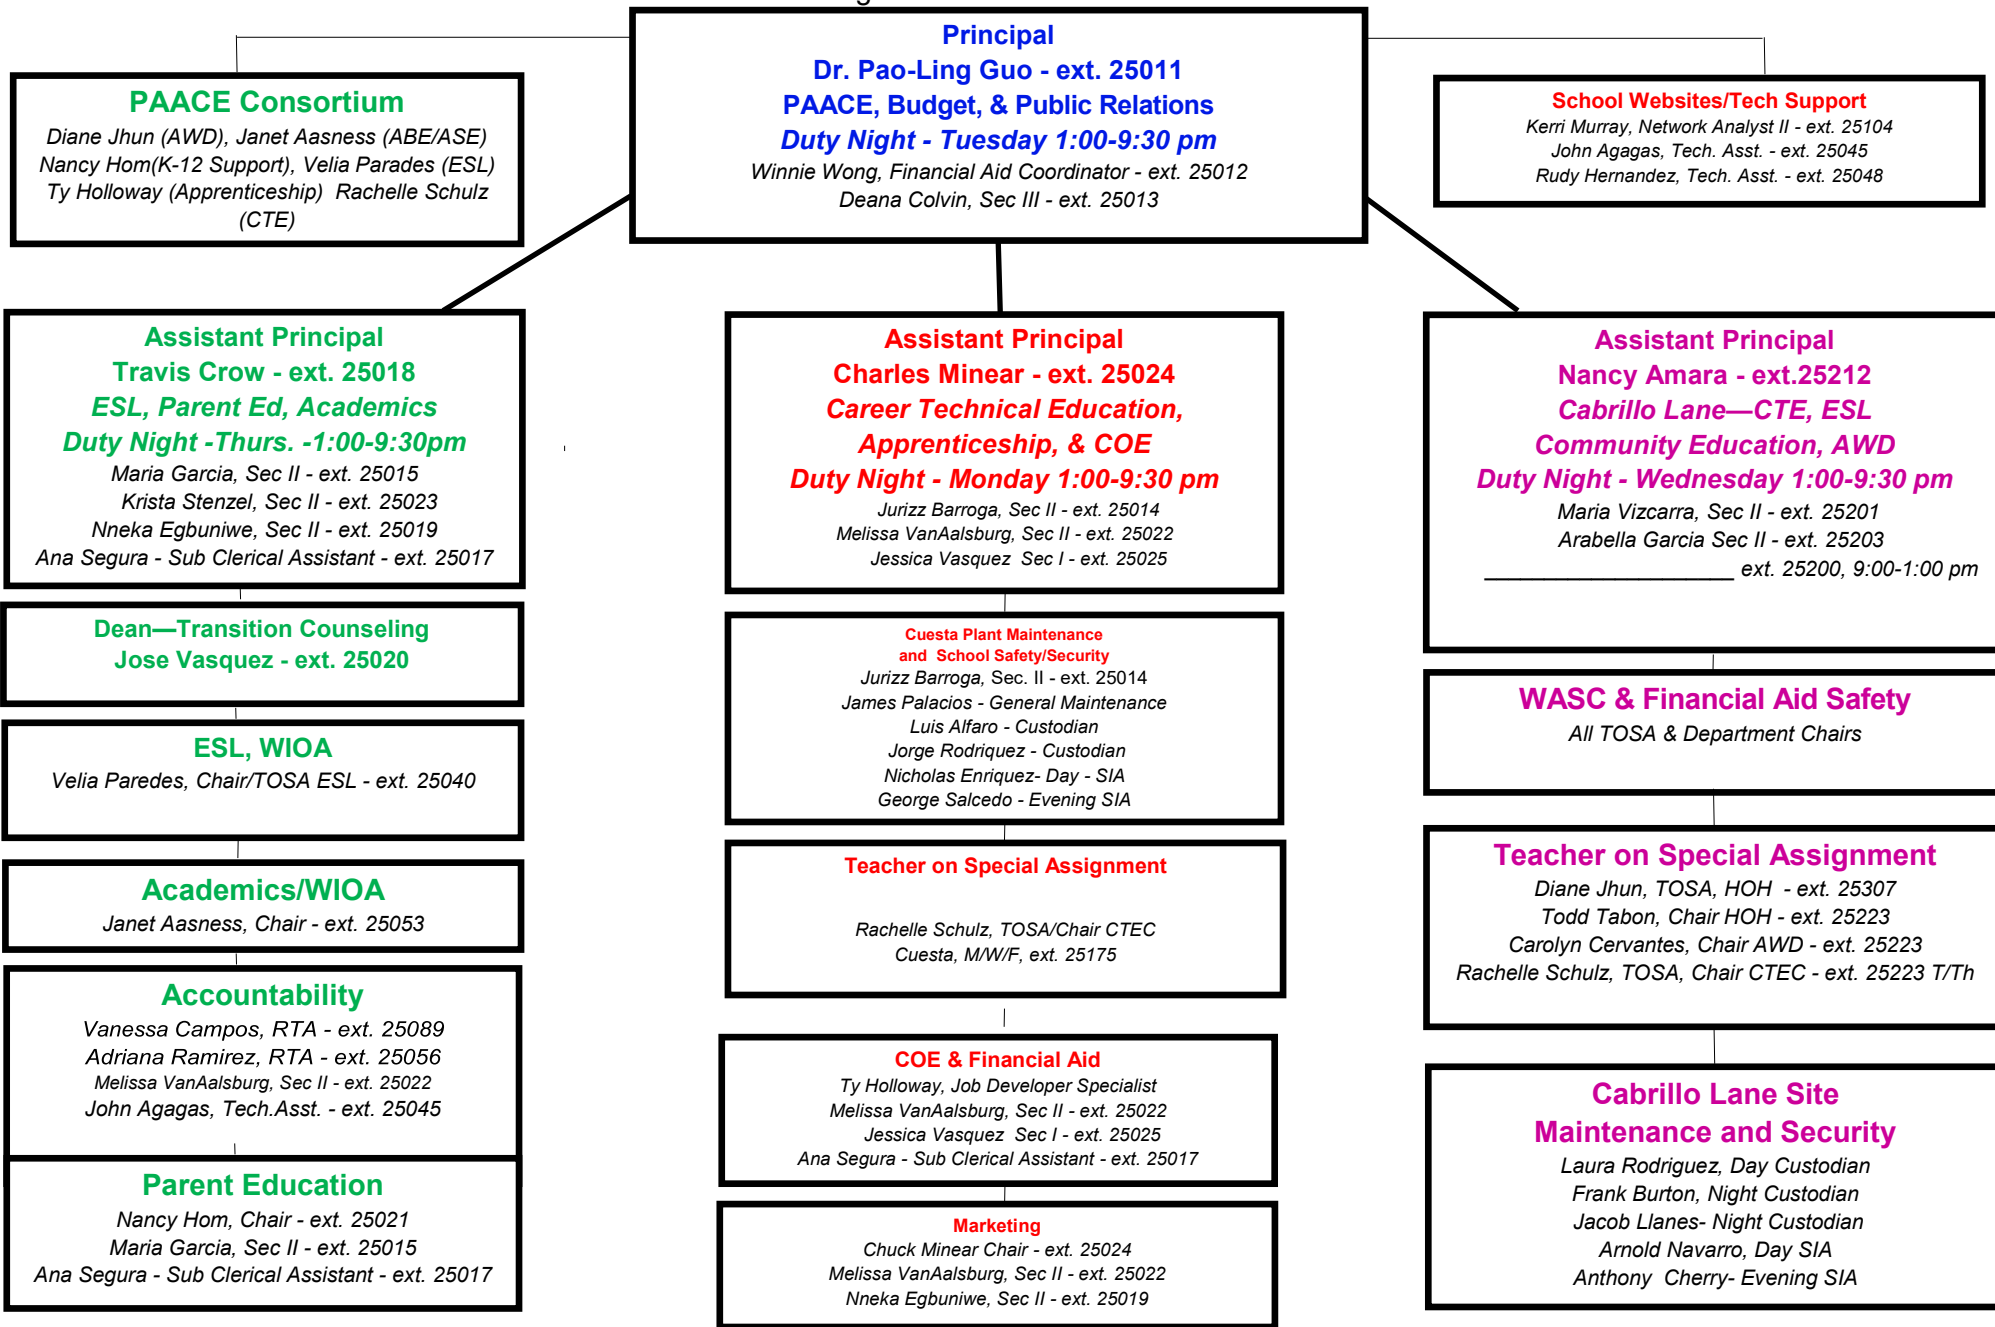 Principal
Dr. Pao-Ling Guo - ext. 25011
PAACE, Budget, & Public Relations
Duty Night - Tuesday 1:00-9:30 pm
Winnie Wong, Financial Aid Coordinator - ext. 25012
Deana Colvin, Sec III - ext. 25013
PAACE Consortium
Diane Jhun (AWD), Janet Aasness (ABE/ASE)
Nancy Hom(K-12 Support), Velia Parades (ESL)
Ty Holloway (Apprenticeship) Rachelle Schulz
(CTE)
School Websites/Tech Support
Kerri Murray, Network Analyst II - ext. 25104
John Agagas, Tech. Asst. - ext. 25045
Rudy Hernandez, Tech. Asst. - ext. 25048
Assistant Principal
Travis Crow - ext. 25018
ESL, Parent Ed, Academics
Duty Night -Thurs. -1:00-9:30pm
Maria Garcia, Sec II - ext. 25015
Krista Stenzel, Sec II - ext. 25023
Nneka Egbuniwe, Sec II - ext. 25019
Ana Segura - Sub Clerical Assistant - ext. 25017
Dean—Transition Counseling
Jose Vasquez - ext. 25020
ESL, WIOA
Velia Paredes, Chair/TOSA ESL - ext. 25040
Academics/WIOA
Janet Aasness, Chair - ext. 25053
Accountability
Vanessa Campos, RTA - ext. 25089
Adriana Ramirez, RTA - ext. 25056
Melissa VanAalsburg, Sec II - ext. 25022
John Agagas, Tech.Asst. - ext. 25045
Parent Education
Nancy Hom, Chair - ext. 25021
Maria Garcia, Sec II - ext. 25015
Ana Segura - Sub Clerical Assistant - ext. 25017
Assistant Principal
Charles Minear - ext. 25024
Career Technical Education,
Apprenticeship, & COE
Duty Night - Monday 1:00-9:30 pm
Jurizz Barroga, Sec II - ext. 25014
Melissa VanAalsburg, Sec II - ext. 25022
Jessica Vasquez Sec I - ext. 25025
Cuesta Plant Maintenance
and School Safety/Security
Jurizz Barroga, Sec. II - ext. 25014
James Palacios - General Maintenance
Luis Alfaro - Custodian
Jorge Rodriquez - Custodian
Nicholas Enriquez- Day - SIA
George Salcedo - Evening SIA
Teacher on Special Assignment
Rachelle Schulz, TOSA/Chair CTEC
Cuesta, M/W/F, ext. 25175
COE & Financial Aid
Ty Holloway, Job Developer Specialist
Melissa VanAalsburg, Sec II - ext. 25022
Jessica Vasquez Sec I - ext. 25025
Ana Segura - Sub Clerical Assistant - ext. 25017
Marketing
Chuck Minear Chair - ext. 25024
Melissa VanAalsburg, Sec II - ext. 25022
Nneka Egbuniwe, Sec II - ext. 25019
Assistant Principal
Nancy Amara - ext.25212
Cabrillo Lane—CTE, ESL
Community Education, AWD
Duty Night - Wednesday 1:00-9:30 pm
Maria Vizcarra, Sec II - ext. 25201
Arabella Garcia Sec II - ext. 25203
_____________________ ext. 25200, 9:00-1:00 pm
WASC & Financial Aid Safety
All TOSA & Department Chairs
Teacher on Special Assignment
Diane Jhun, TOSA, HOH - ext. 25307
Todd Tabon, Chair HOH - ext. 25223
Carolyn Cervantes, Chair AWD - ext. 25223
Rachelle Schulz, TOSA, Chair CTEC - ext. 25223 T/Th
Cabrillo Lane Site
Maintenance and Security
Laura Rodriguez, Day Custodian
Frank Burton, Night Custodian
Jacob Llanes- Night Custodian
Arnold Navarro, Day SIA
Anthony Cherry- Evening SIA